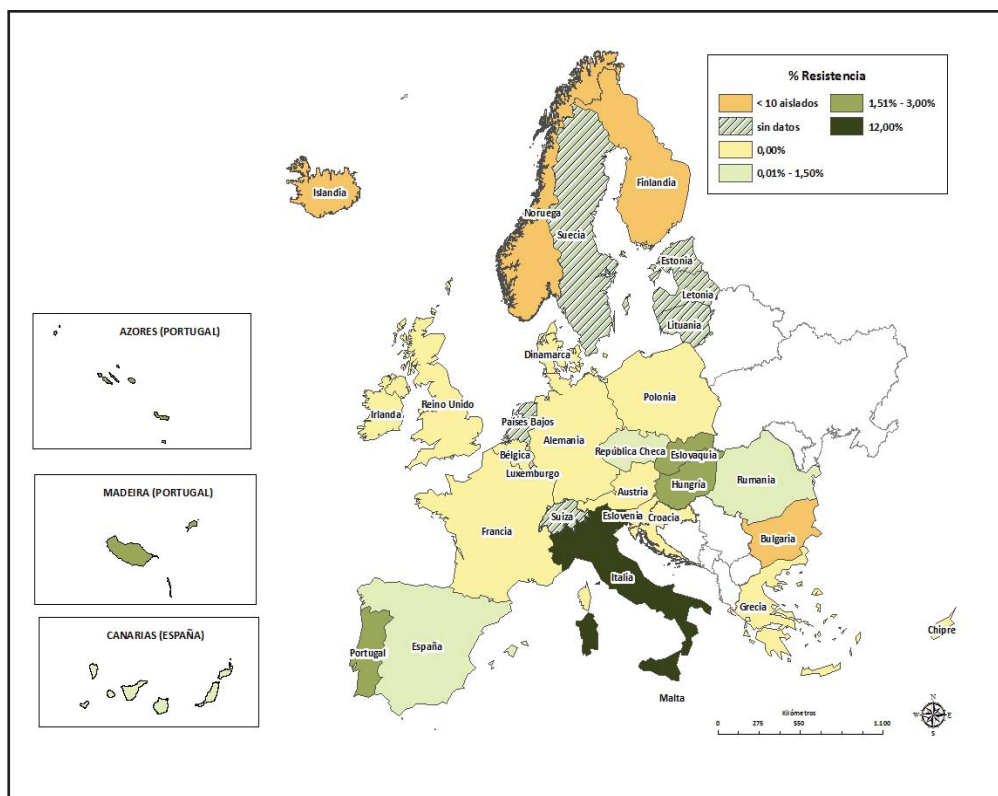 % Resistencia
< 10 aislados
1,51% - 3,00%
sin datos
12,00%
0,00%
0,01% - 1,50%
Islandia
Finlandia
Noruega
Suecia
Estonia
Letonia
Lituania
AZORES (PORTUGAL)
Dinamarca
Irlanda
Reino Unido
Polonia
Países Bajos
Alemania
Bélgica
Luxemburgo
República Checa
Eslovaquia
Rumania
Hungría
Austria
MADEIRA (PORTUGAL)
Francia
Suiza
Eslovenia
Croacia
Bulgaria
Italia
Grecia
Chipre
CANARIAS (ESPAÑA)
Portugal
España
Malta
Kilómetros
0 275 550 1.100
N
W E
S